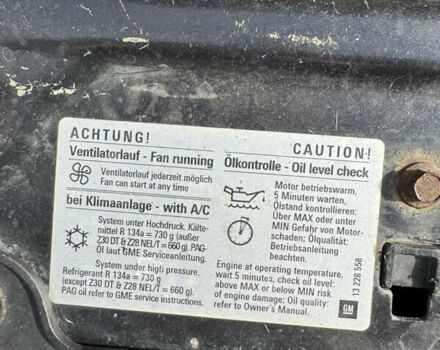 ACHTUNG!
Ventilatorlauf - Fan running
Ventilatorlauf jederzeit möglich
Fan can start at any time
bei Klimaanlage - with A/C
System unter Hochdruck. Kälte-
mittel R 134a = 730 g (außer
Z30 DT & Z28 NEL/T = 660 g). PAG-
Öl laut GME Serviceanleitung.
System under high pressure.
Refrigerant R 134a = 730 g
(except Z30 DT & Z28 NEL/T = 660 g).
PAG oil refer to GME service instructions.
CAUTION!
Ölkontrolle - Oil level check
Motor betriebswarm,
5 Minuten warten,
Ölstand kontrollieren:
Über MAX oder unter
MIN Gefahr von Motor-
schaden; Ölqualität:
Betriebsanleitung
beachten.
Engine at operating temperature,
wait 5 minutes, check oil level:
above MAX or below MIN risk
of engine damage; Oil quality:
refer to Owner's Manual.
GM
13 228 558